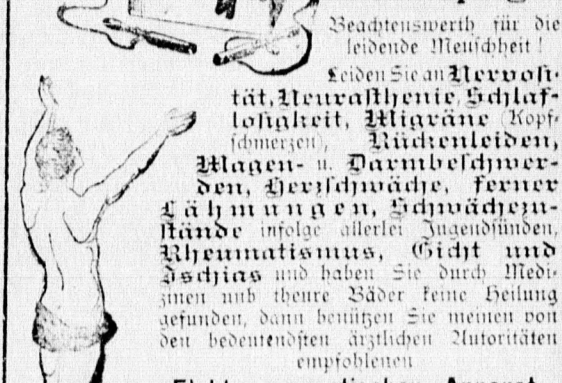 Beachtenswerth für die
leidende Menschheit!
Leiden Sie an Nervosi-
tät, Neurasthenie, Schlaf-
losigkeit, Migräne (Kopf-
schmerzen), Rückenleiden,
Magen- u. Darmbeschwer-
den, Herzschwäche, ferner
Lähmungen, Schwächezu-
stände infolge allerlei Jugendsünden,
Rheumatismus, Gicht und
Ischias und haben Sie durch Medi-
zinen unb theure Bäder keine Heilung
gefunden, dann benützen Sie meinen von
den bedeutendsten ärztlichen Autoritäten
empfohlenen